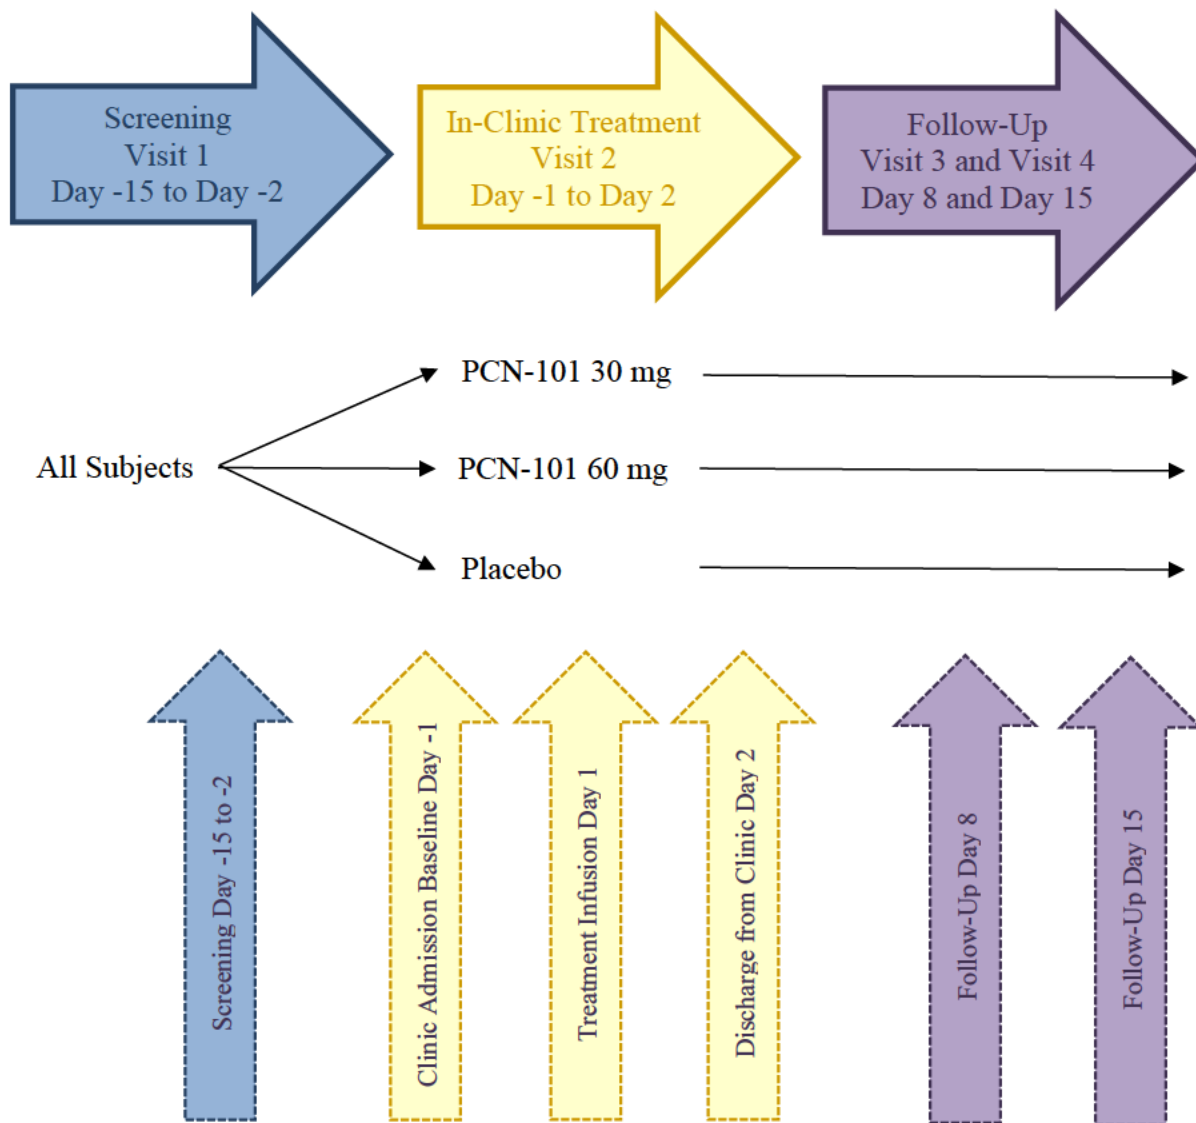 Screening
Visit 1
Day -15 to Day -2
In-Clinic Treatment
Visit 2
Day -1 to Day 2
Follow-Up
Visit 3 and Visit 4
Day 8 and Day 15
All Subjects
PCN-101 30 mg
PCN-101 60 mg
Placebo
Screening Day -15 to -2
Clinic Admission Baseline Day -1
Treatment Infusion Day 1
Discharge from Clinic Day 2
Follow-Up Day 8
Follow-Up Day 15